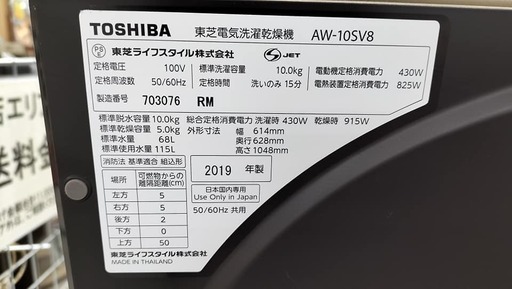 TOSHIBA 東芝電気洗濯乾燥機 AW-10SV8
PS E 東芝ライフスタイル株式会社 JET
定格電圧 100V 標準洗濯容量 10.0kg 電動機定格消費電力 430W
定格周波数 50/60Hz 定格時間 洗いのみ 15分 電熱装置定格消費電力 825W
製造番号 703076 RM
標準脱水容量 10.0kg 総合定格消費電力 洗濯時 430W 乾燥時 915W
標準乾燥容量 5.0kg 外形寸法 幅 614mm
標準水量 68L 奥行 628mm
標準使用水量 115L 高さ 1048mm
消防法 基準適合 組込形
場所 可燃物からの離隔距離(cm)
左方 5
右方 5
後方 2
下方 0
上方 50
2019 年製
日本国内専用
Use Only in Japan
50/60Hz 共用
東芝ライフスタイル株式会社
MADE IN THAILAND
送料